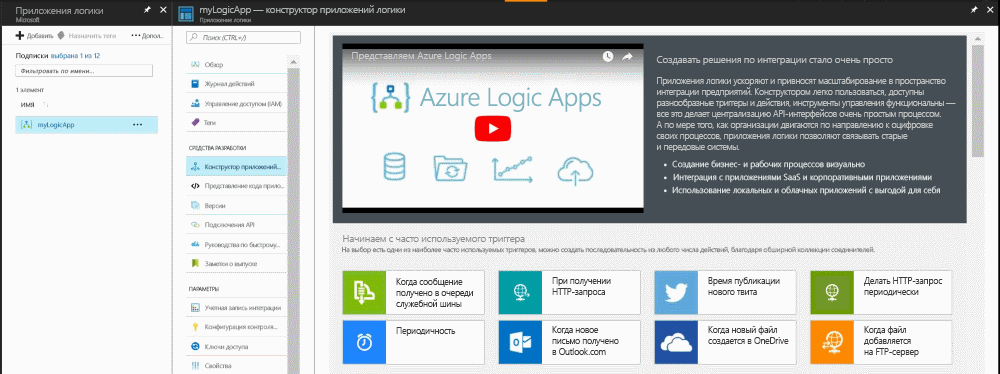 Приложения логики
Microsoft
Добавить
Назначить теги
Допол...
Подписки выбрана 1 из 12
Фильтровать по имени...
1 элемент
ИМЯ
myLogicApp
myLogicApp — конструктор приложений логики
Приложения логики
Поиск (CTRL+/)
Обзор
Журнал действий
Управление доступом (IAM)
Теги
СРЕДСТВА РАЗРАБОТКИ
Конструктор приложений...
Представление кода прило...
Версии
Подключения API
Руководства по быстрому...
Заметки о выпуске
ПАРАМЕТРЫ
Учетная запись интеграции
Конфигурация контроля...
Ключи доступа
Свойства
Представляем Azure Logic Apps
Azure Logic Apps
Создавать решения по интеграции стало очень просто
Приложения логики ускоряют и привносят масштабирование в пространство
интеграции предприятий. Конструктором легко пользоваться, доступны
разнообразные триггеры и действия, инструменты управления функциональны —
все это делает централизацию API-интерфейсов очень простым процессом.
А по мере того, как организации двигаются по направлению к оцифровке
своих процессов, приложения логики позволяют связывать старые
и передовые системы.
• Создание бизнес- и рабочих процессов визуально
• Интеграция с приложениями SaaS и корпоративными приложениями
• Использование локальных и облачных приложений с выгодой для себя
Начинаем с часто используемого триггера
На выбор есть одни из наиболее часто используемых триггеров, можно создать последовательность из любого числа действий, благодаря обширной коллекции соединителей.
Когда сообщение
получено в очереди
служебной шины
При получении
HTTP-запроса
Время публикации
нового твита
Делать HTTP-запрос
периодически
Периодичность
Когда новое
письмо получено
в Outlook.com
Когда новый файл
создается в OneDrive
Когда файл
добавляется
на FTP-сервер